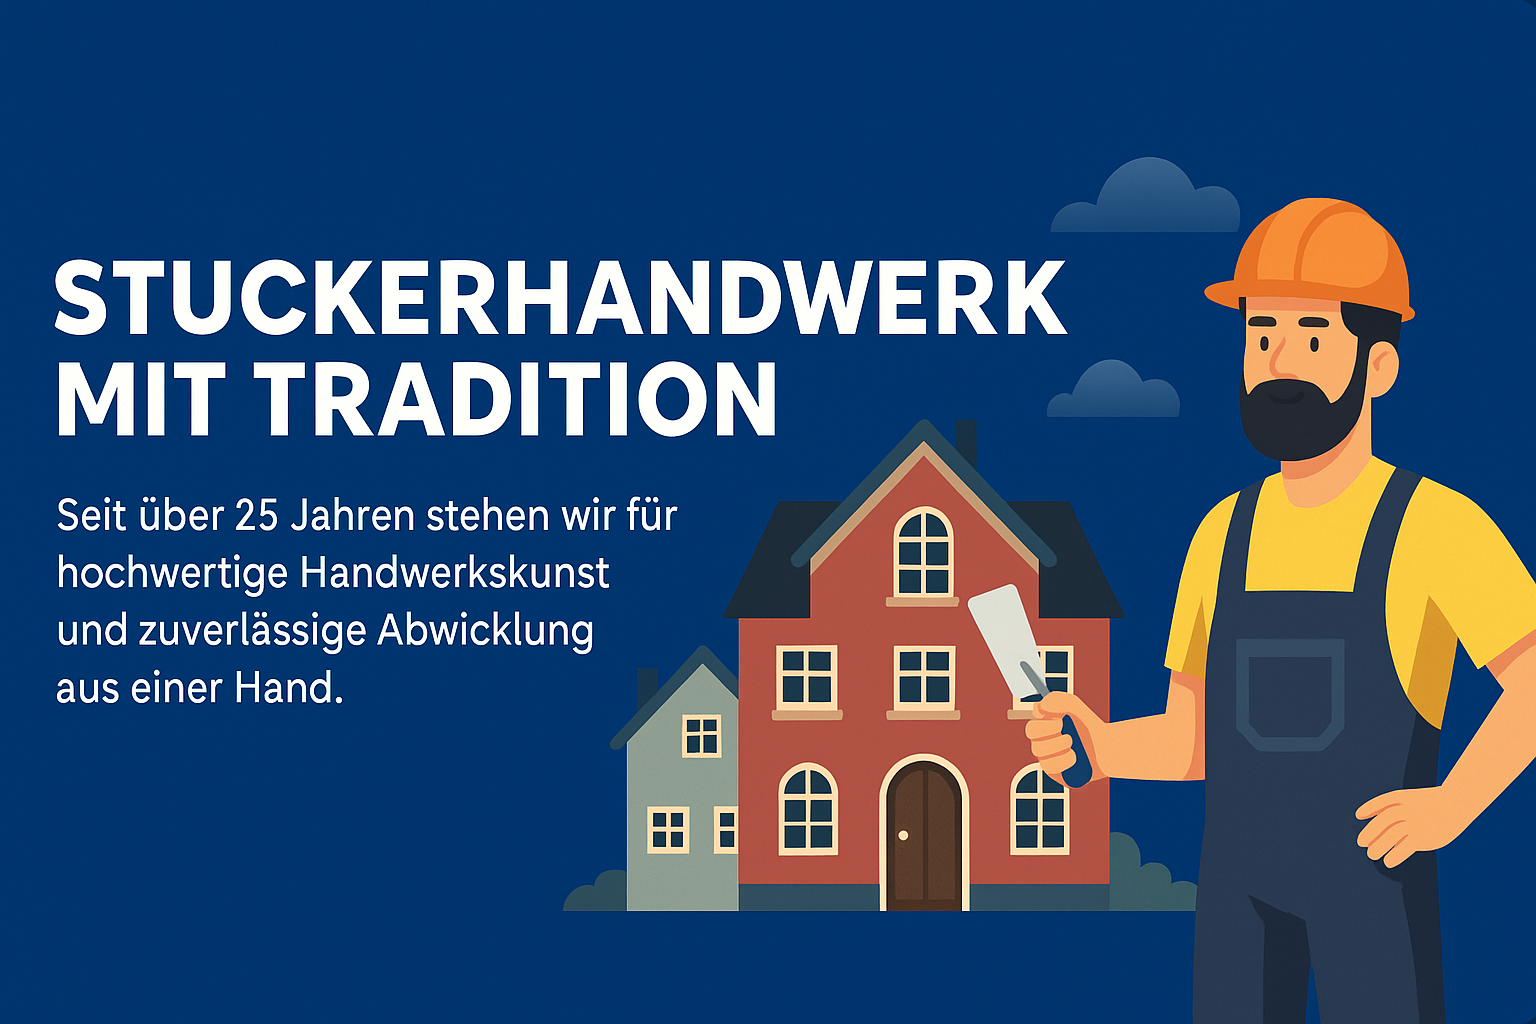 STUCKERHANDWERK
MIT TRADITION
Seit über 25 Jahren stehen wir für
hochwertige Handwerkskunst
und zuverlässige Abwicklung
aus einer Hand.